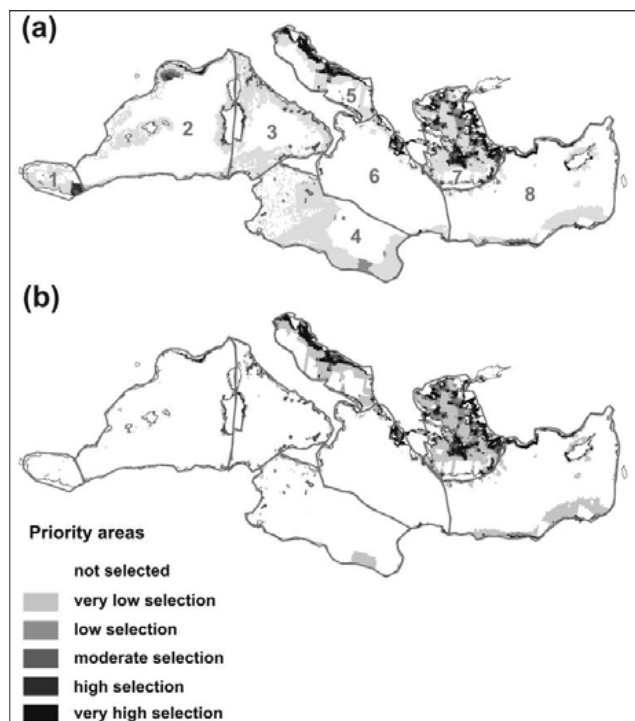 (a)
5
2
3
1
6
7
8
4
(b)
Priority areas
not selected
very low selection
low selection
moderate selection
high selection
very high selection